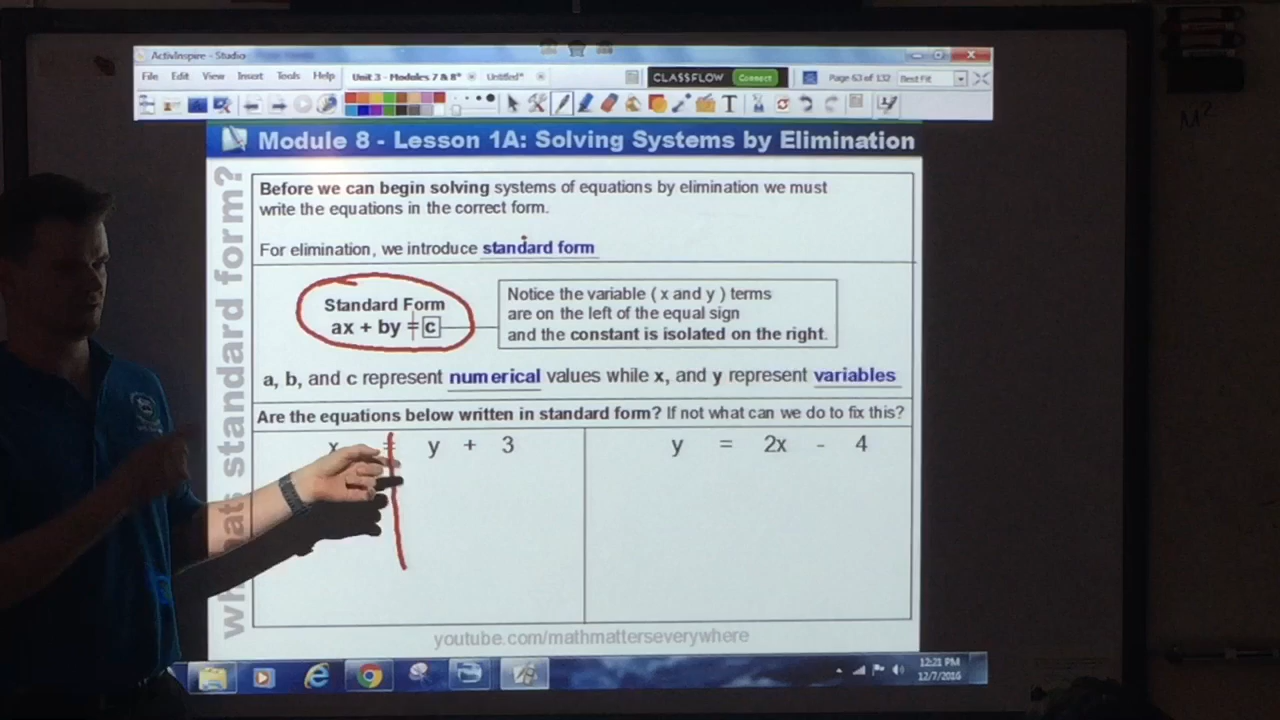 ActivInspire - Studio
File Edit View Insert Tools Help Unit 3 - Modules 7 & 8* Untitled* CLASSFLOW Connect Page 63 of 132 Best Fit
T
Module 8 - Lesson 1A: Solving Systems by Elimination
what's standard form?
Before we can begin solving systems of equations by elimination we must
write the equations in the correct form.
For elimination, we introduce standard form
Standard Form
ax + by = c
Notice the variable ( x and y ) terms
are on the left of the equal sign
and the constant is isolated on the right.
a, b, and c represent numerical values while x, and y represent variables
Are the equations below written in standard form? If not what can we do to fix this?
x = y + 3
y = 2x - 4
youtube.com/mathmatterseverywhere
12:21 PM
12/7/2016
M²